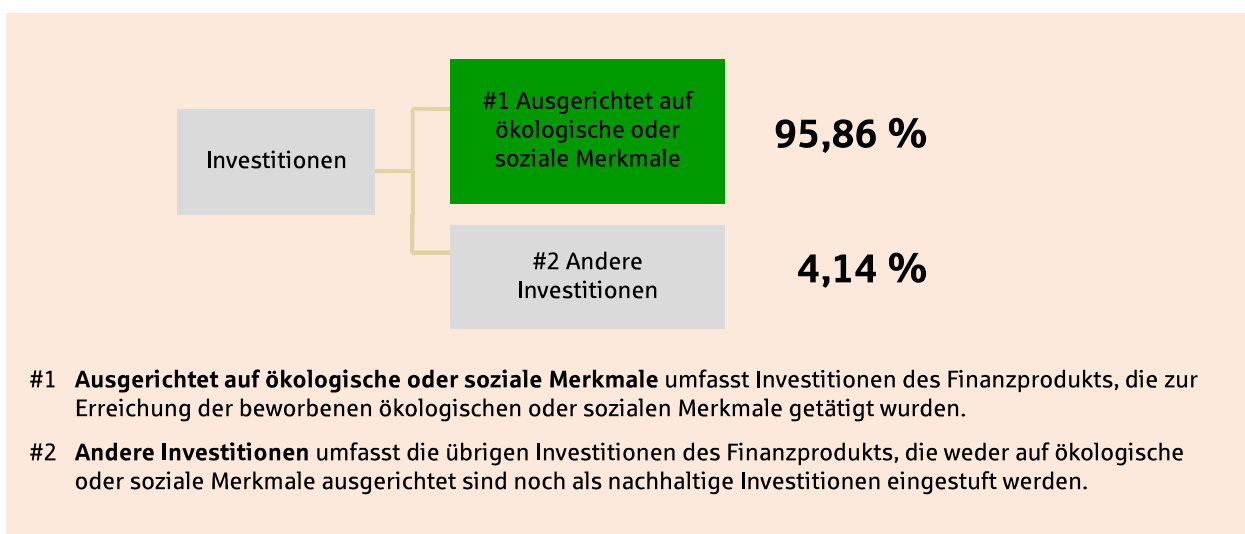 #1 Ausgerichtet auf
ökologische oder
soziale Merkmale
95,86 %
Investitionen
#2 Andere
Investitionen
4,14 %
#1 Ausgerichtet auf ökologische oder soziale Merkmale umfasst Investitionen des Finanzprodukts, die zur
Erreichung der beworbenen ökologischen oder sozialen Merkmale getätigt wurden.
#2 Andere Investitionen umfasst die übrigen Investitionen des Finanzprodukts, die weder auf ökologische
oder soziale Merkmale ausgerichtet sind noch als nachhaltige Investitionen eingestuft werden.